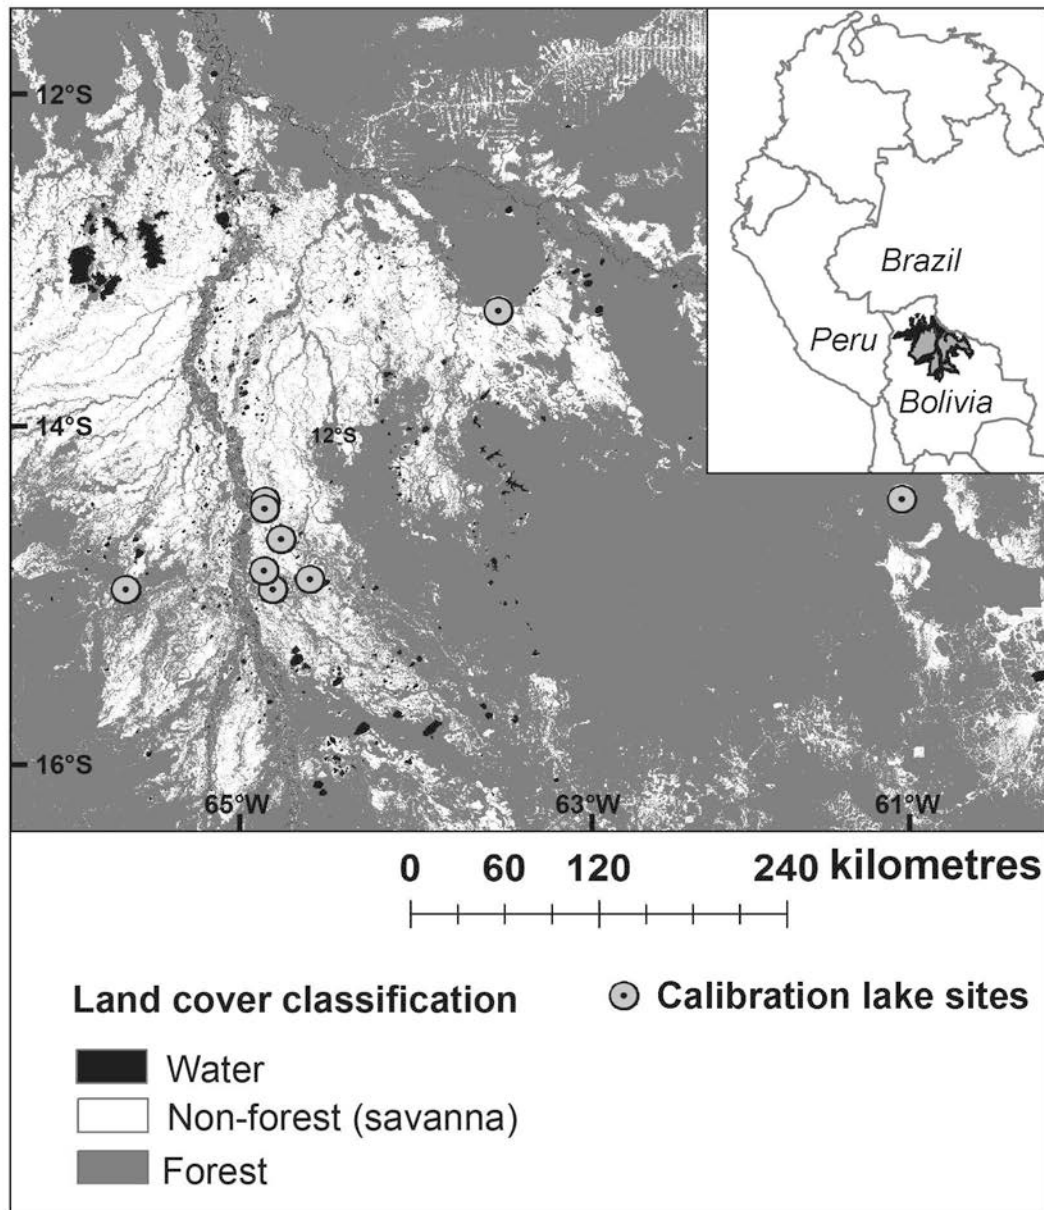 12°S
Brazil
Peru
Bolivia
14°S
12°S
16°S
65°W
63°W
61°W
0 60 120 240 kilometres
Land cover classification
Calibration lake sites
Water
Non-forest (savanna)
Forest